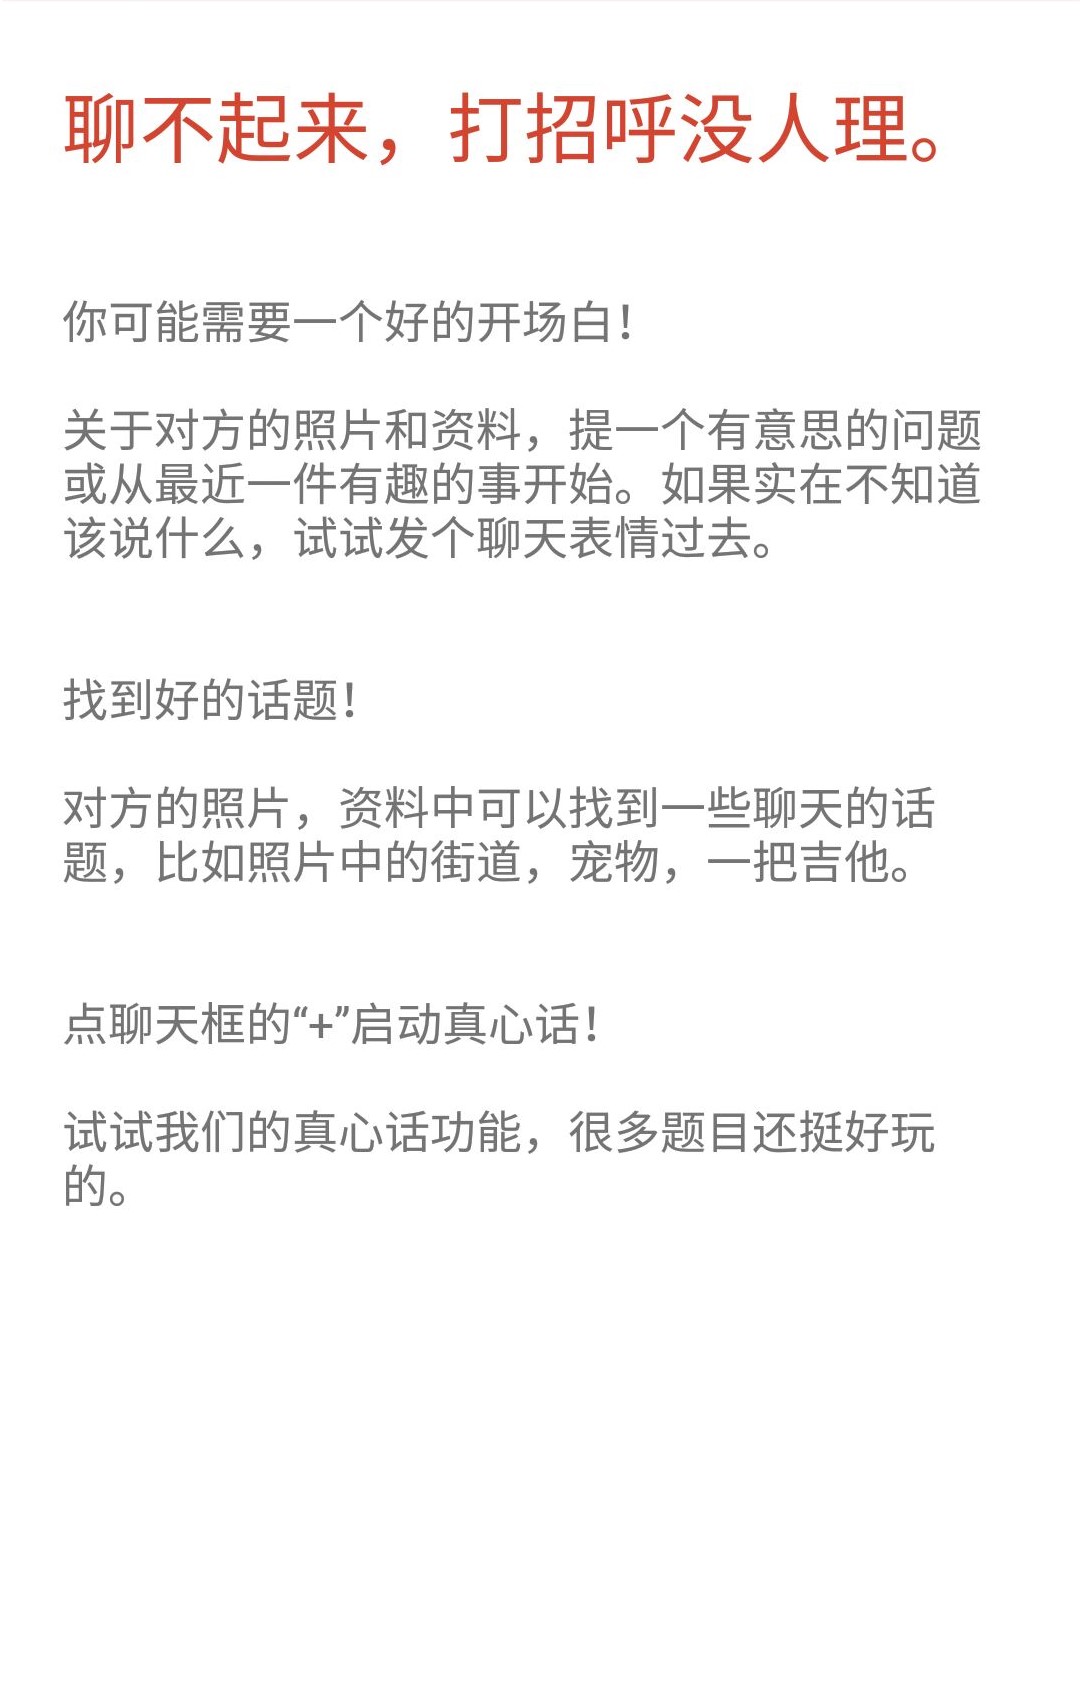 聊不起来，打招呼没人理。
你可能需要一个好的开场白！
关于对方的照片和资料，提一个有意思的问题
或从最近一件有趣的事开始。如果实在不知道
该说什么，试试发个聊天表情过去。
找到好的话题！
对方的照片，资料中可以找到一些聊天的话
题，比如照片中的街道，宠物，一把吉他。
点聊天框的“+”启动真心话！
试试我们的真心话功能，很多题目还挺好玩
的。